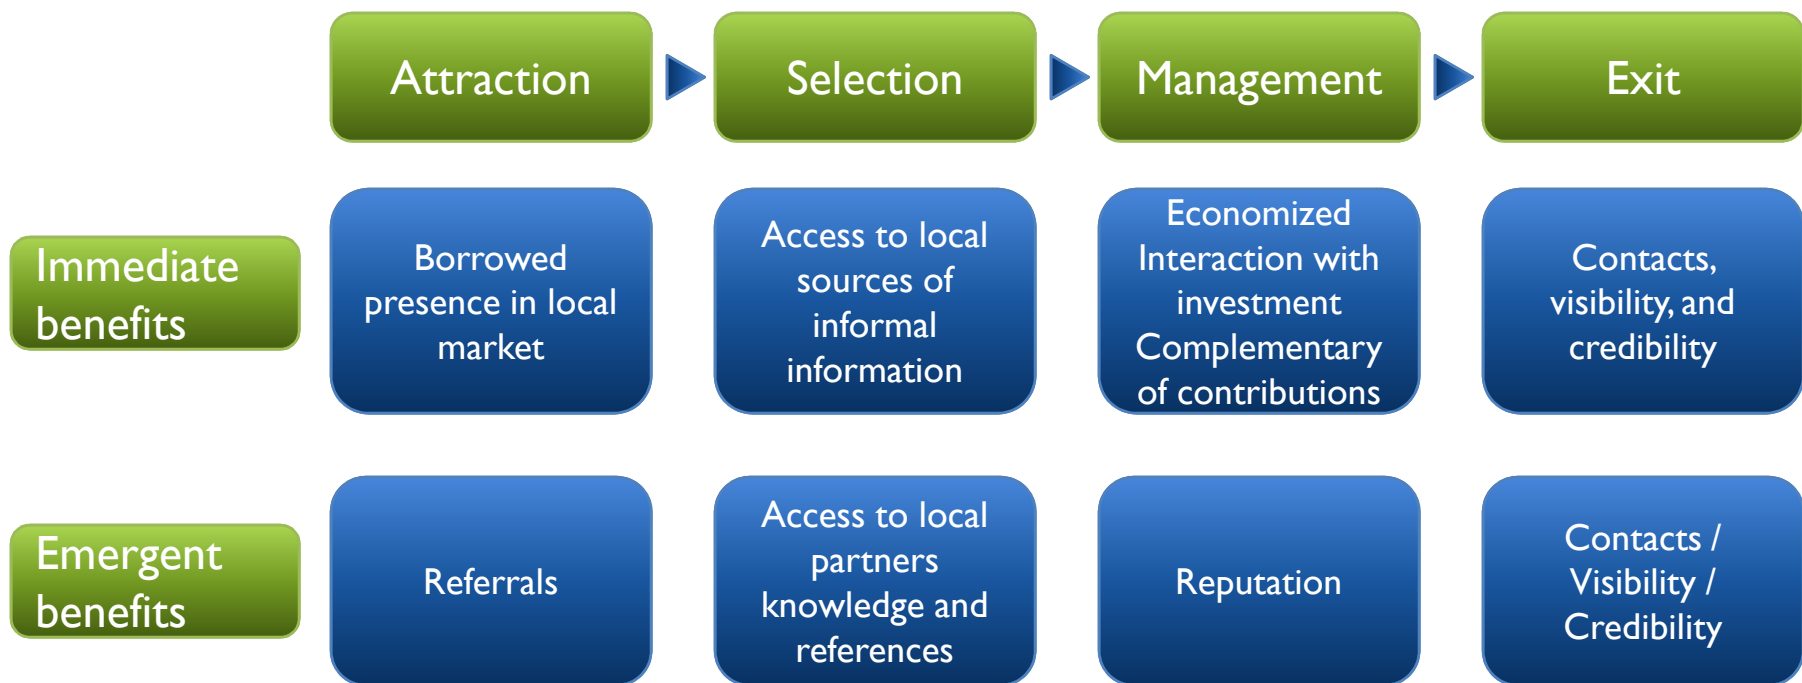 Attraction
Selection
Management
Exit
Immediate
benefits
Borrowed
presence in local
market
Access to local
sources of
informal
information
Economized
Interaction with
investment
Complementary
of contributions
Contacts,
visibility, and
credibility
Emergent
benefits
Referrals
Access to local
partners
knowledge and
references
Reputation
Contacts /
Visibility /
Credibility